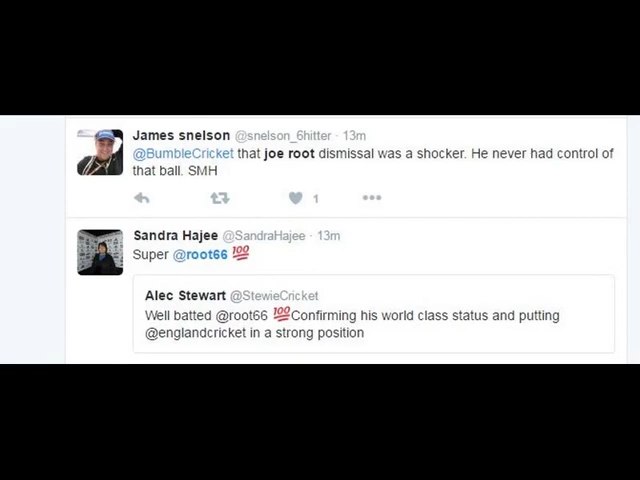 James snelson @snelson_6hitter · 13m
@BumbleCricket that joe root dismissal was a shocker. He never had control of
that ball. SMH
1
Sandra Hajee @SandraHajee · 13m
Super @root66 💯
Alec Stewart @StewieCricket
Well batted @root66 💯Confirming his world class status and putting
@englandcricket in a strong position